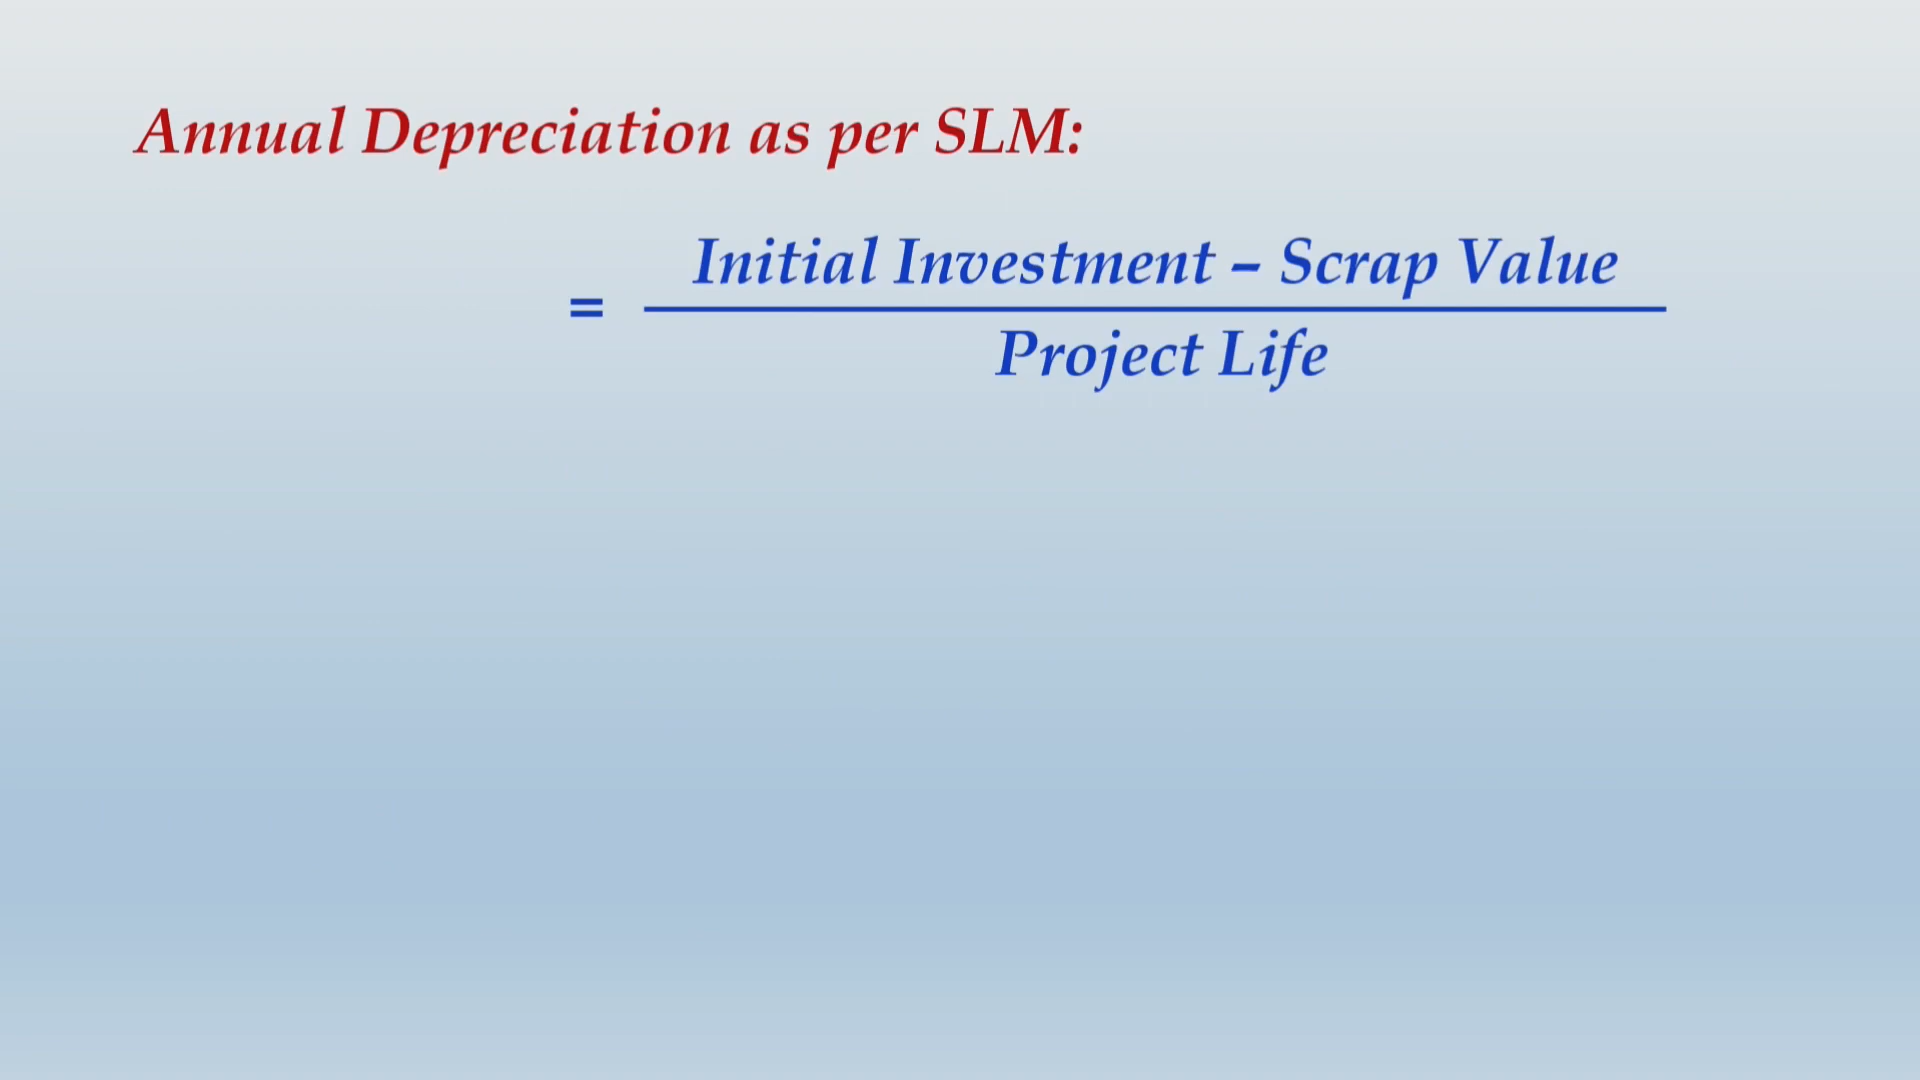 Annual Depreciation as per SLM:
Initial Investment – Scrap Value
=
Project Life